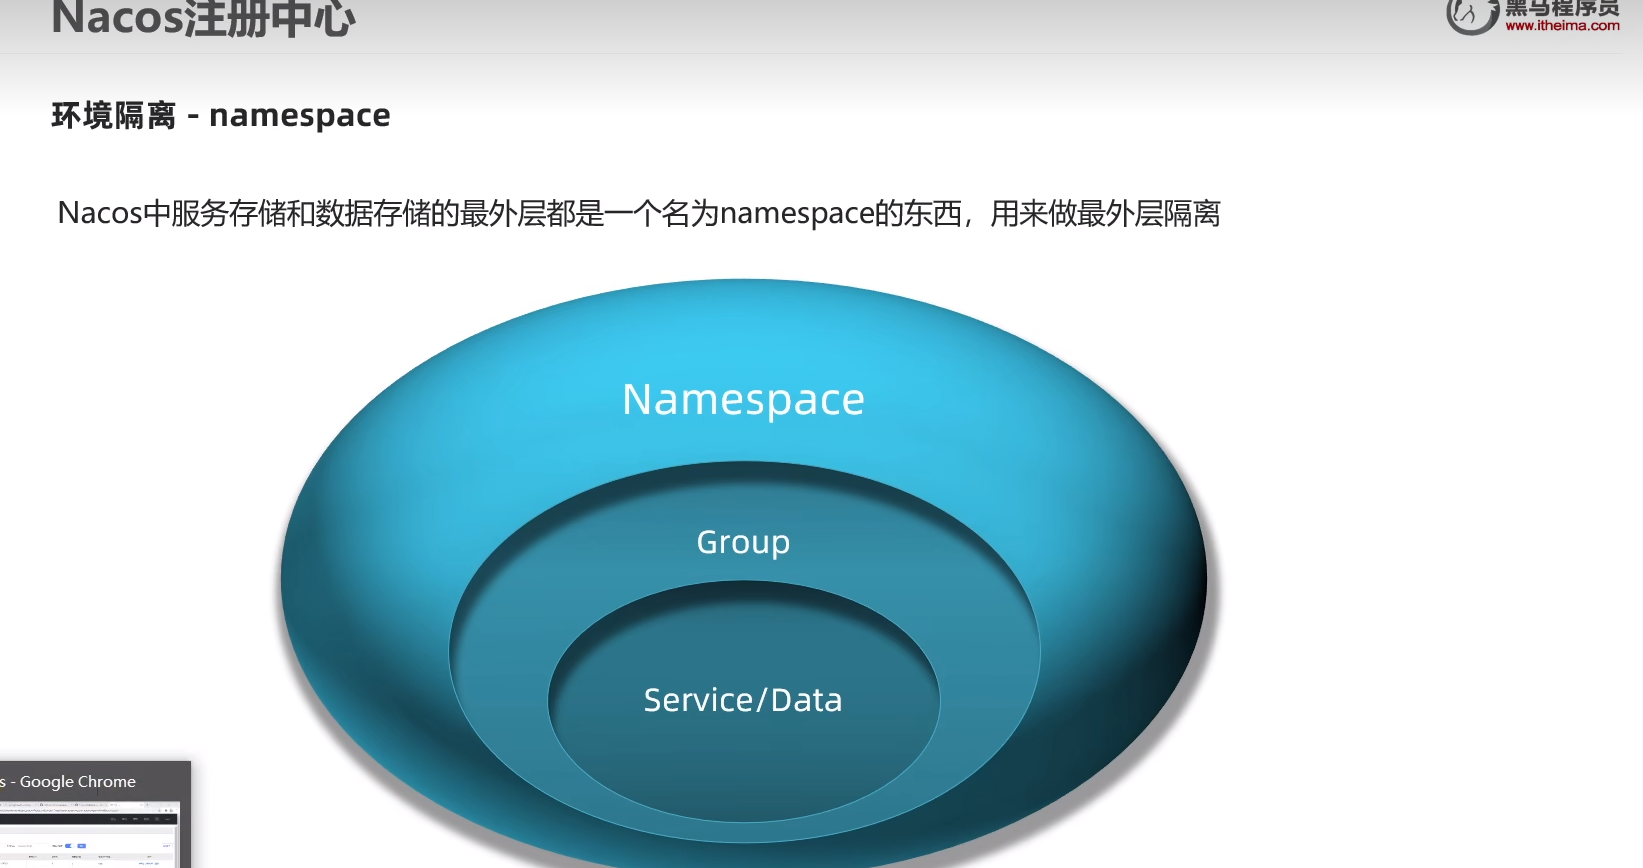 Nacos注册中心
黑马程序员
www.itheima.com
环境隔离 - namespace
Nacos中服务存储和数据存储的最外层都是一个名为namespace的东西，用来做最外层隔离
Namespace
Group
Service/Data
s - Google Chrome